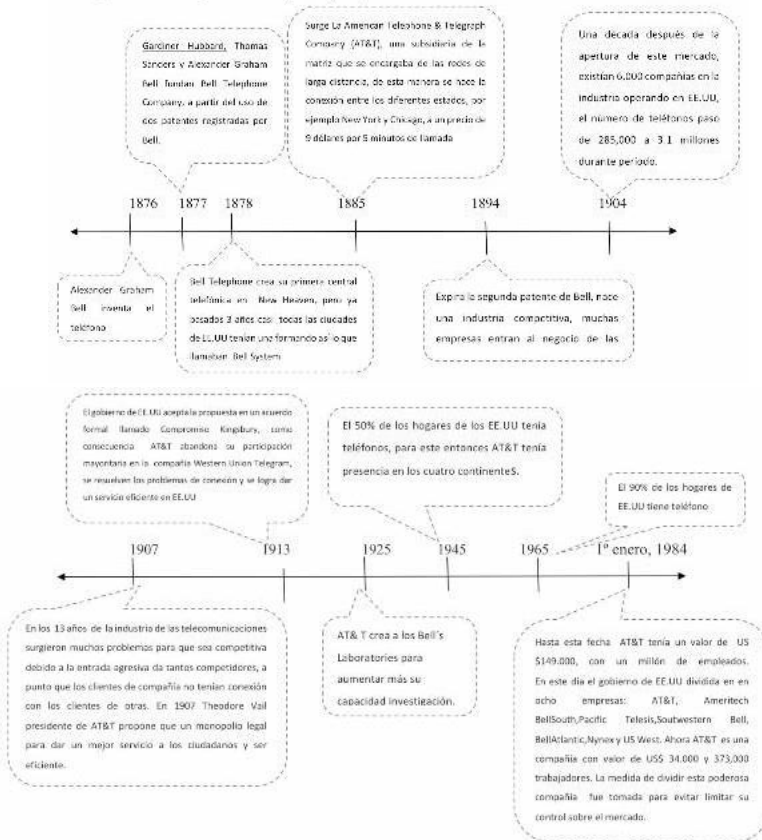 Gardiner Hubbard, Thomas
Sanders y Alexander Graham
Bell fundan Bell Telephone
Company, a partir del uso de
dos patentes registradas por
Bell.
Surge La American Telephone & Telegraph
Company (AT&T), una subsidiaria de la
matriz que se encargaba de las redes de
larga distancia, de esta manera se hace la
conexión entre los diferentes estados, por
ejemplo New York y Chicago, a un precio de
9 dólares por 5 minutos de llamada
Una década después de la
apertura de este mercado,
existían 6.000 compañías en la
industria operando en EE.UU,
el número de teléfonos paso
de 285,000 a 3.1 millones
durante período.
1876 1877 1878 1885 1894 1904
Alexander Graham
Bell inventa el
teléfono
Bell Telephone crea su primera central
telefónica en New Heaven, pero ya
pasados 3 años casi todas las ciudades
de EE.UU tenían una formando así lo que
llamaban Bell System
Expira la segunda patente de Bell, nace
una industria competitiva, muchas
empresas entran al negocio de las
El gobierno de EE.UU acepta la propuesta en un acuerdo
formal llamado Compromiso Kingsbury, como
consecuencia AT&T abandona su participación
mayoritaria en la compañía Western Union Telegram,
se resuelven los problemas de conexión y se logra dar
un servicio eficiente en EE.UU
El 50% de los hogares de los EE.UU tenía
teléfonos, para este entonces AT&T tenía
presencia en los cuatro continenteS.
El 90% de los hogares de
EE.UU tiene teléfono
1907 1913 1925 1945 1965 1º enero, 1984
En los 13 años de la industria de las telecomunicaciones
surgieron muchos problemas para que sea competitiva
debido a la entrada agresiva da tantos competidores, a
punto que los clientes de compañía no tenían conexión
con los clientes de otras. En 1907 Theodore Vail
presidente de AT&T propone que un monopolio legal
para dar un mejor servicio a los ciudadanos y ser
eficiente.
AT& T crea a los Bell´s
Laboratories para
aumentar más su
capacidad investigación.
Hasta esta fecha AT&T tenía un valor de US
$149.000, con un millón de empleados.
En este día el gobierno de EE.UU dividida en en
ocho empresas: AT&T, Ameritech
BellSouth,Pacific Telesis,Soutwestern Bell,
BellAtlantic,Nynex y US West. Ahora AT&T es una
compañía con valor de US$ 34.000 y 373,000
trabajadores. La medida de dividir esta poderosa
compañía fue tomada para evitar limitar su
control sobre el mercado.